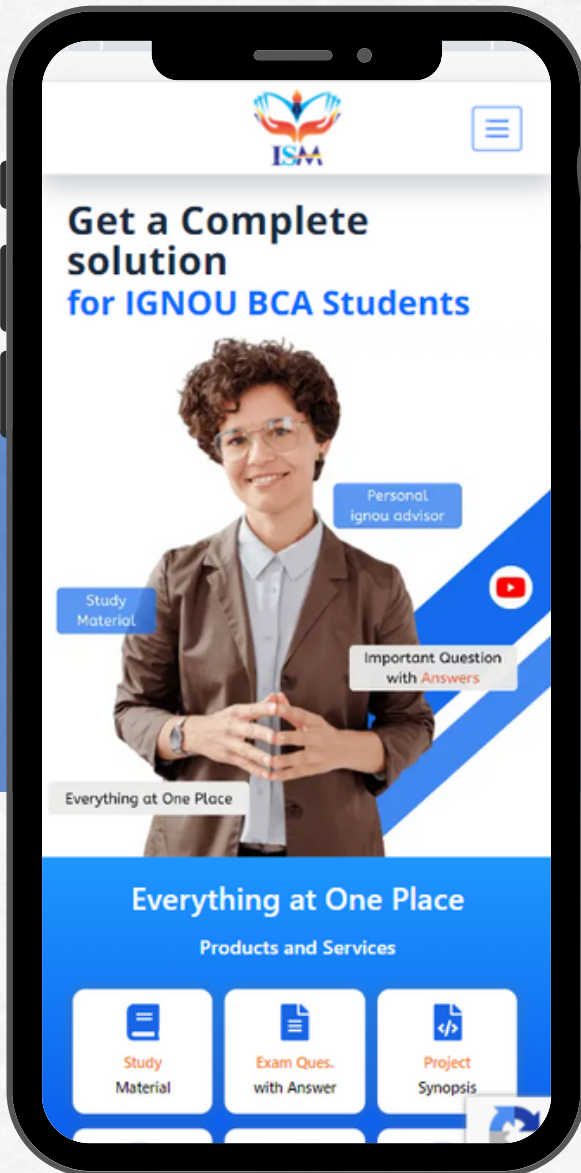 ISM
Get a Complete
solution
for IGNOU BCA Students
Personal
ignou advisor
Study
Material
Important Question
with Answers
Everything at One Place
Everything at One Place
Products and Services
Study
Material
Exam Ques.
with Answer
Project
Synopsis